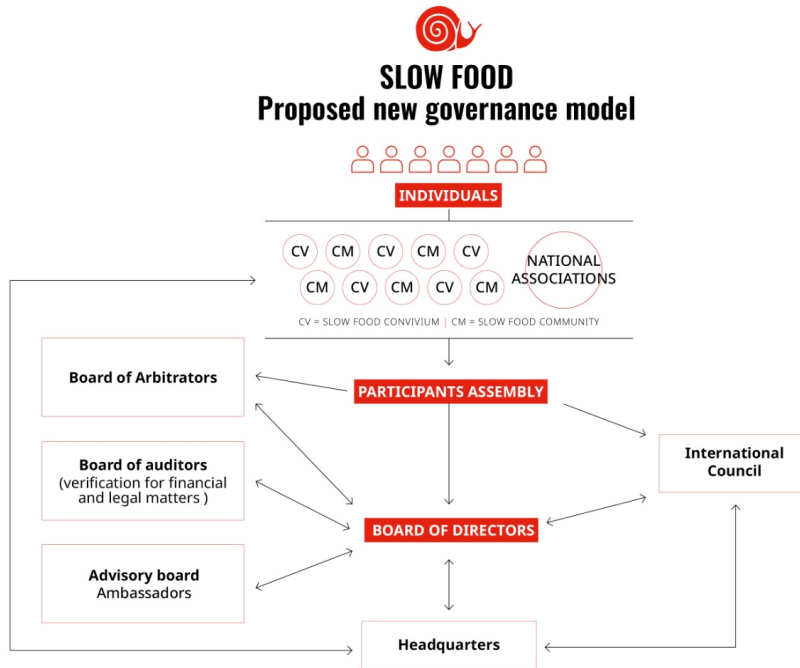 SLOW FOOD
Proposed new governance model
INDIVIDUALS
CV
CM
CV
CM
CV
CM
CV
CM
CV
CM
NATIONAL
ASSOCIATIONS
CV = SLOW FOOD CONVIVIUM | CM = SLOW FOOD COMMUNITY
Board of Arbitrators
PARTICIPANTS ASSEMBLY
Board of auditors
(verification for financial
and legal matters )
International
Council
BOARD OF DIRECTORS
Advisory board
Ambassadors
Headquarters